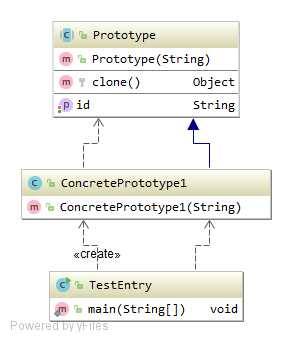 Prototype
Prototype(String)
clone() Object
id String
ConcretePrototype1
ConcretePrototype1(String)
«create»
TestEntry
main(String[]) void
Powered by yFiles